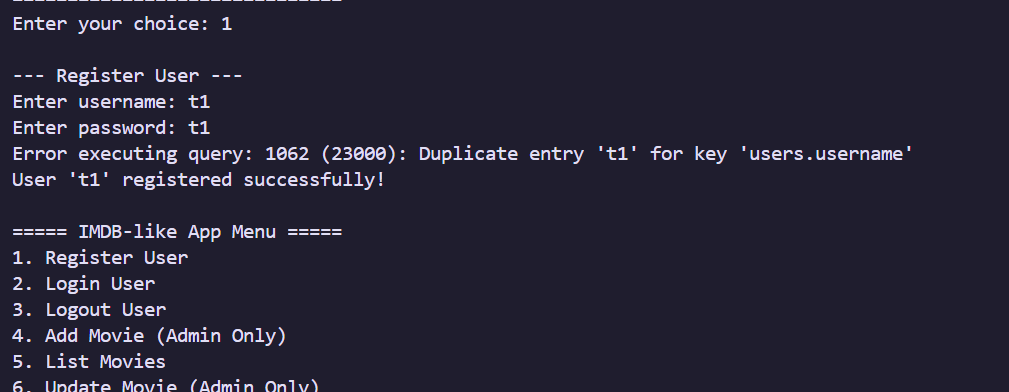 ==============================
Enter your choice: 1
--- Register User ---
Enter username: t1
Enter password: t1
Error executing query: 1062 (23000): Duplicate entry 't1' for key 'users.username'
User 't1' registered successfully!
===== IMDB-like App Menu =====
1. Register User
2. Login User
3. Logout User
4. Add Movie (Admin Only)
5. List Movies
6. Update Movie (Admin Only)